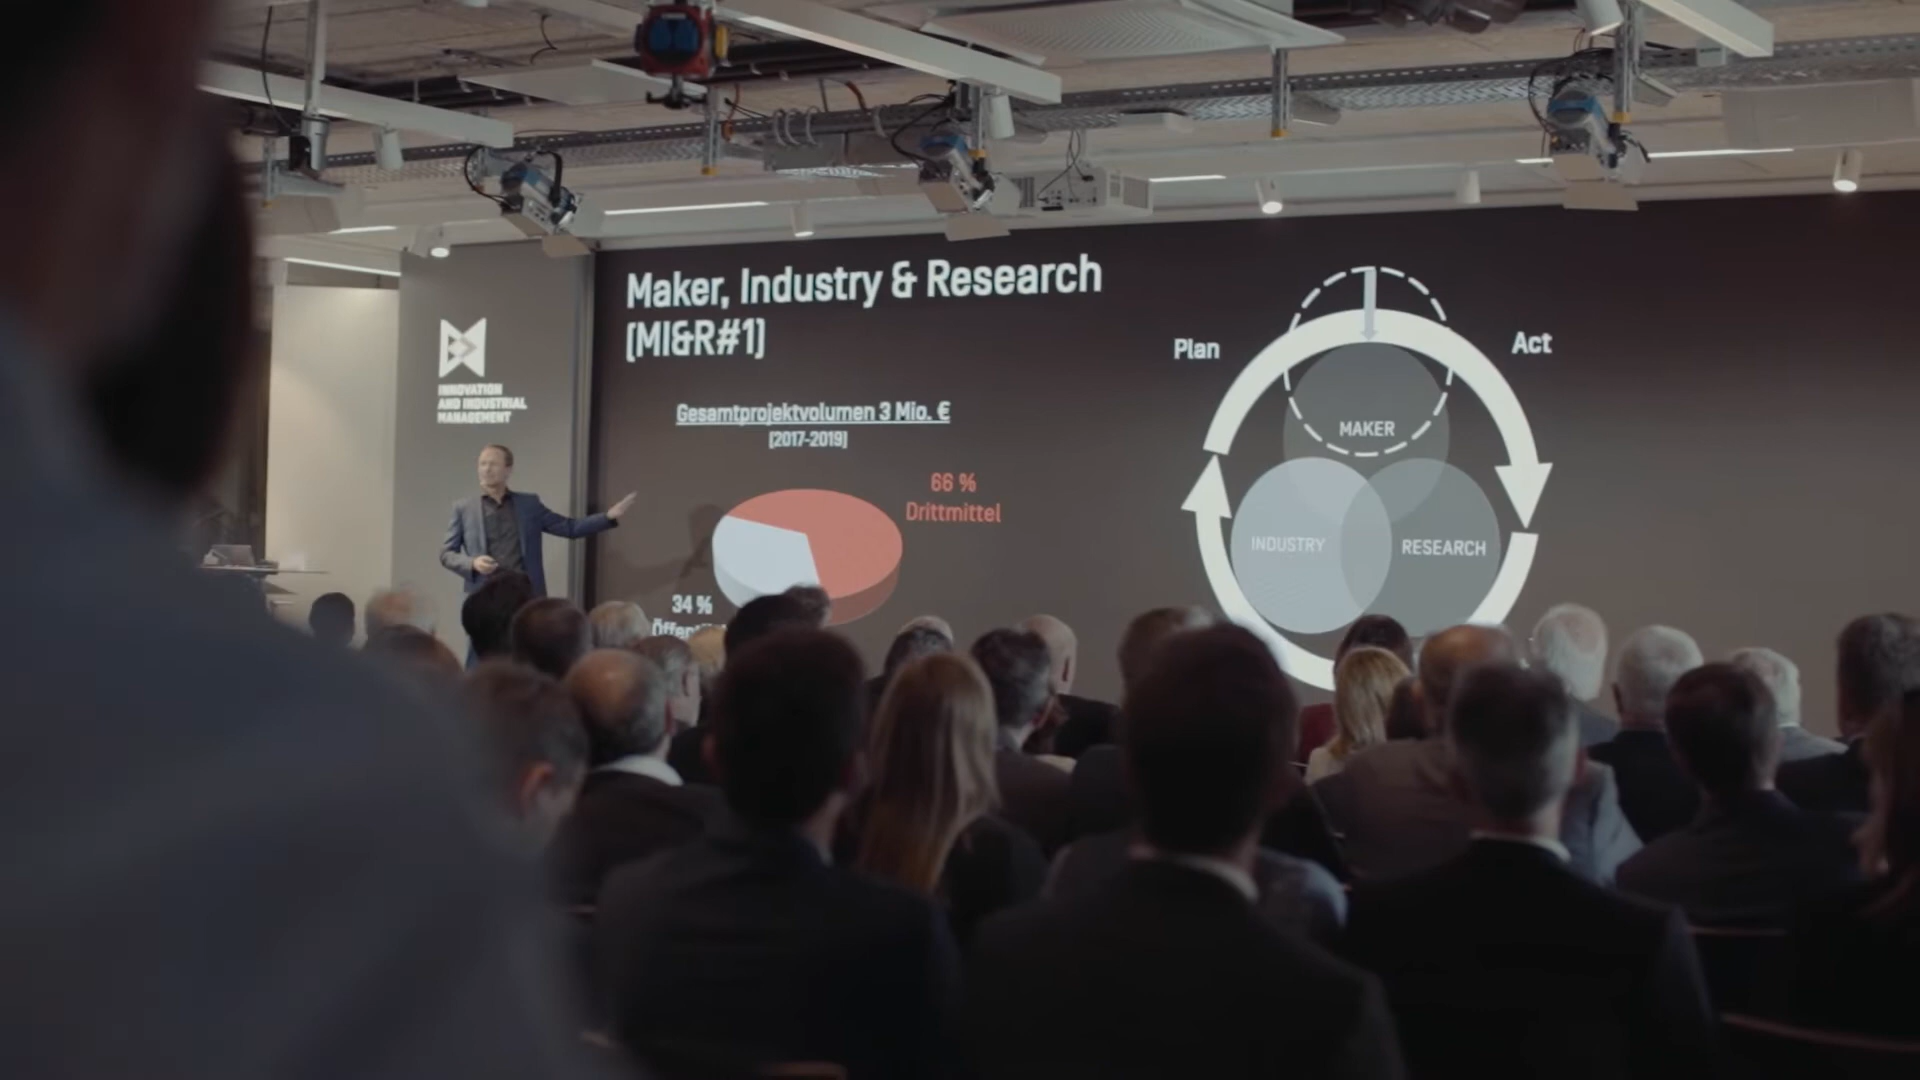 INNOVATION
AND INDUSTRIAL
MANAGEMENT
Maker, Industry & Research
(MI&R#1)
Gesamtprojektvolumen 3 Mio. €
(2017-2019)
66 %
Drittmittel
34 %
Plan
Act
MAKER
INDUSTRY
RESEARCH